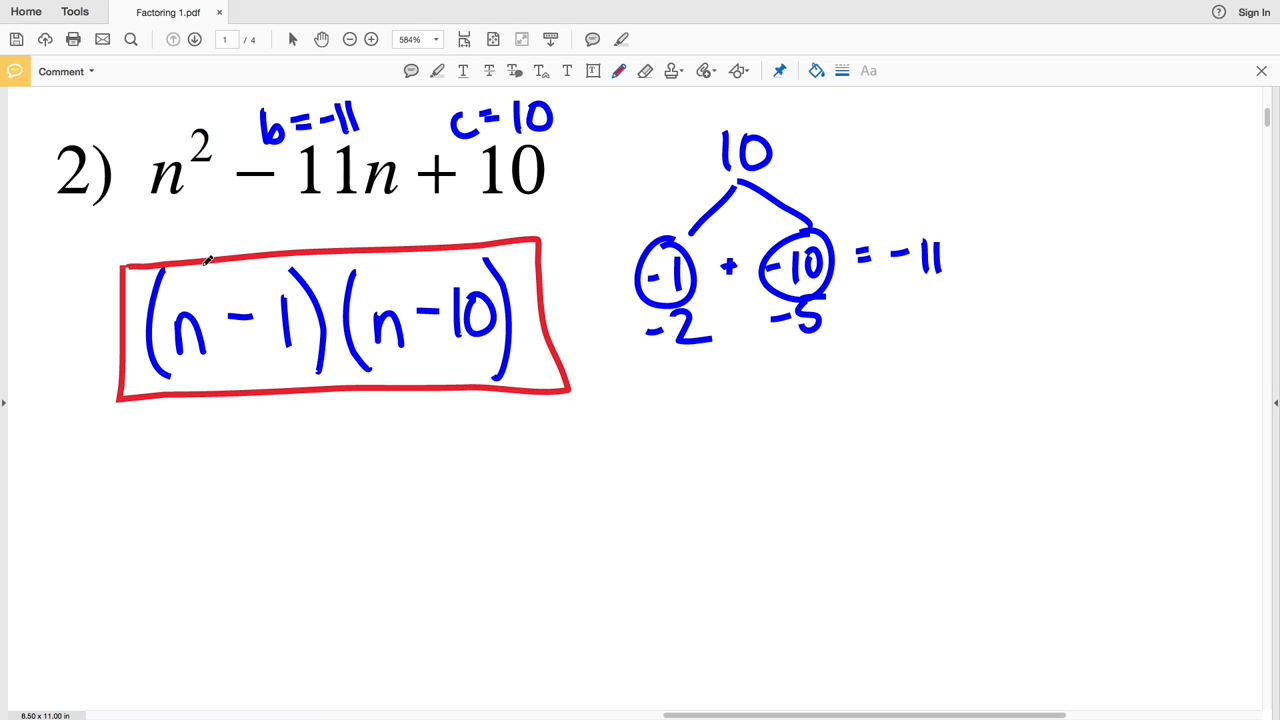 Home Tools Factoring 1.pdf × Sign In
1 / 4 584%
Comment
b = -11 c = 10
2) n² − 11n + 10
(n - 1)(n - 10)
10
-1 + -10 = -11
-2 -5
8.50 x 11.00 in